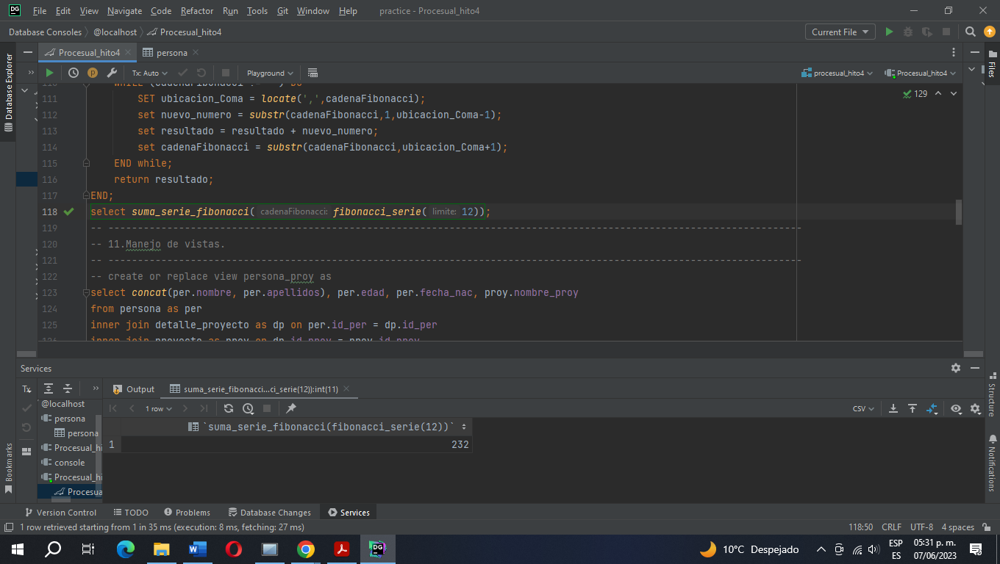 DG File Edit View Navigate Code Refactor Run Tools Git Window Help practice - Procesual_hito4
Database Consoles @localhost Procesual_hito4 Current File
Procesual_hito4 persona
Tx: Auto Playground procesual_hito4 Procesual_hito4
Database Explorer
Files
129
111 SET ubicacion_Coma = locate(',',cadenaFibonacci);
112 set nuevo_numero = substr(cadenaFibonacci,1,ubicacion_Coma-1);
113 set resultado = resultado + nuevo_numero;
114 set cadenaFibonacci = substr(cadenaFibonacci,ubicacion_Coma+1);
115 END while;
116 return resultado;
117 END;
118 select suma_serie_fibonacci( cadenaFibonacci: fibonacci_serie( limite: 12));
119 -- ----------------------------------------------------------------------------------------------------------------------
120 -- 11.Manejo de vistas.
121 -- ----------------------------------------------------------------------------------------------------------------------
122 -- create or replace view persona_proy as
123 select concat(per.nombre, per.apellidos), per.edad, per.fecha_nac, proy.nombre_proy
124 from persona as per
125 inner join detalle_proyecto as dp on per.id_per = dp.id_per
Services
Tx Output suma_serie_fibonacci...ci_serie(12)):int(11)
@localhost
persona
persona
Procesual_hi
console
Procesual_hi
Procesua
1 row CSV
`suma_serie_fibonacci(fibonacci_serie(12))`
1 232
Structure
Notifications
Bookmarks
Version Control TODO Problems Database Changes Services
1 row retrieved starting from 1 in 35 ms (execution: 8 ms, fetching: 27 ms) 118:50 CRLF UTF-8 4 spaces
10°C Despejado ESP 05:31 p. m.
ES 07/06/2023